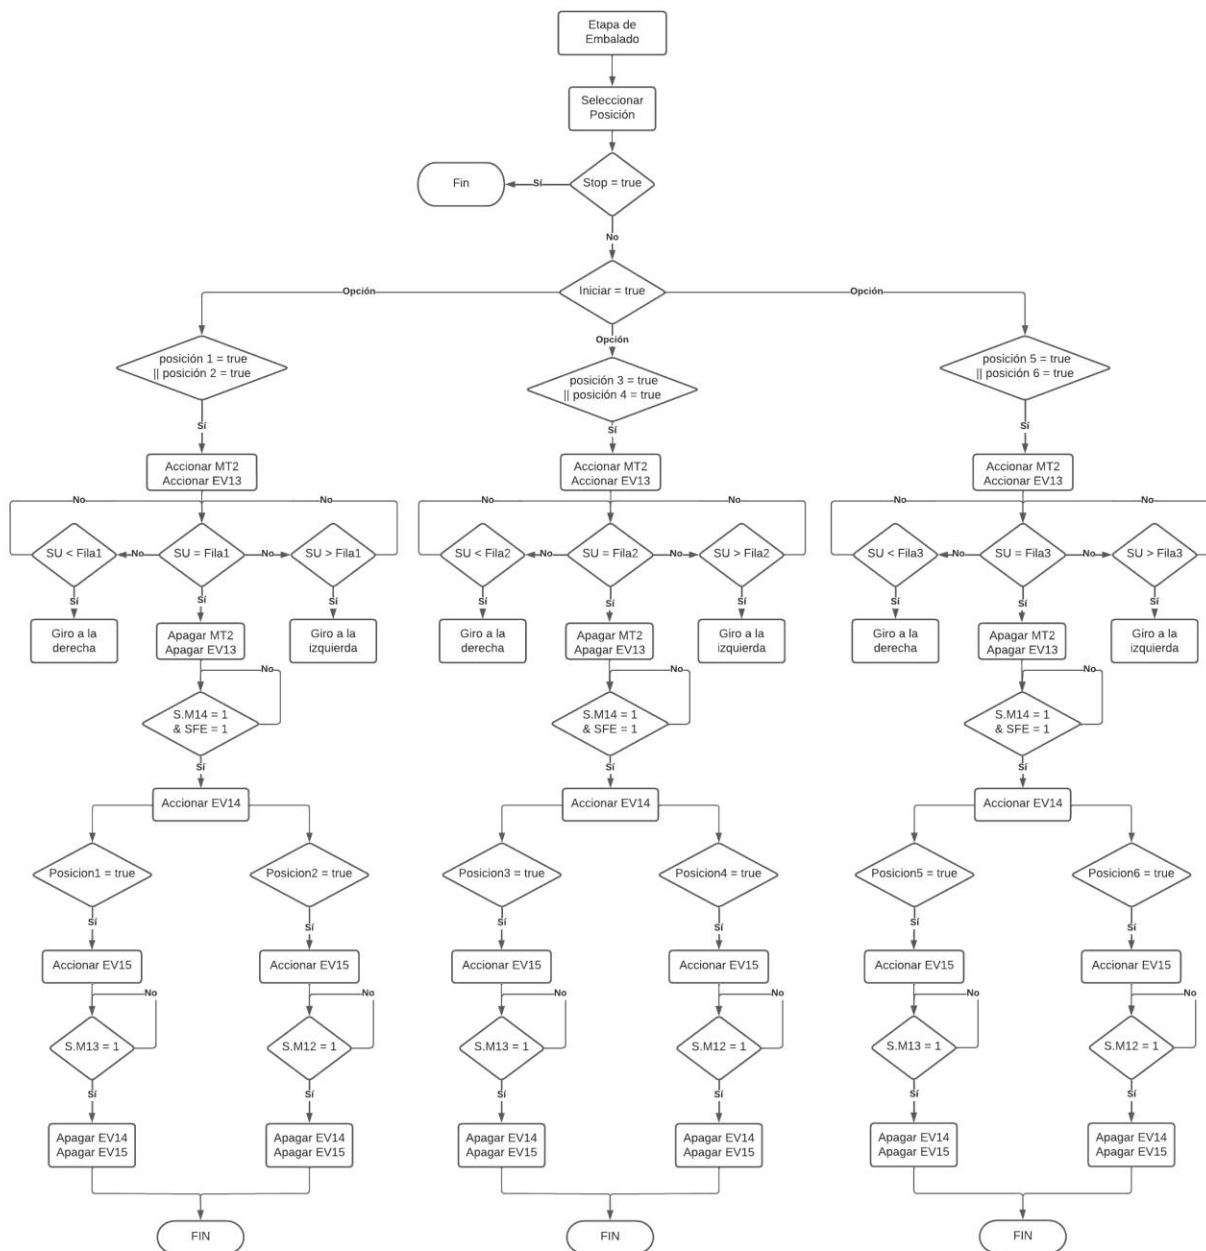 Etapa de
Embalado
Seleccionar
Posición
Fin
Sí
Stop = true
No
Opción
Iniciar = true
Opción
Opción
posición 1 = true
|| posición 2 = true
posición 3 = true
|| posición 4 = true
posición 5 = true
|| posición 6 = true
Sí
Sí
Sí
Accionar MT2
Accionar EV13
Accionar MT2
Accionar EV13
Accionar MT2
Accionar EV13
No
No
No
No
No
No
SU < Fila1
No
SU = Fila1
No
SU > Fila1
SU < Fila2
No
SU = Fila2
No
SU > Fila2
SU < Fila3
No
SU = Fila3
No
SU > Fila3
Sí
Sí
Sí
Sí
Sí
Sí
Sí
Sí
Sí
Giro a la
derecha
Apagar MT2
Apagar EV13
Giro a la
izquierda
Giro a la
derecha
Apagar MT2
Apagar EV13
Giro a la
izquierda
Giro a la
derecha
Apagar MT2
Apagar EV13
Giro a la
izquierda
No
No
No
S.M14 = 1
& SFE = 1
S.M14 = 1
& SFE = 1
S.M14 = 1
& SFE = 1
Sí
Sí
Sí
Accionar EV14
Accionar EV14
Accionar EV14
Posicion1 = true
Posicion2 = true
Posicion3 = true
Posicion4 = true
Posicion5 = true
Posicion6 = true
Sí
Sí
Sí
Sí
Sí
Sí
Accionar EV15
Accionar EV15
Accionar EV15
Accionar EV15
Accionar EV15
Accionar EV15
No
No
No
No
No
No
S.M13 = 1
S.M12 = 1
S.M13 = 1
S.M12 = 1
S.M13 = 1
S.M12 = 1
Sí
Sí
Sí
Sí
Sí
Sí
Apagar EV14
Apagar EV15
Apagar EV14
Apagar EV15
Apagar EV14
Apagar EV15
Apagar EV14
Apagar EV15
Apagar EV14
Apagar EV15
Apagar EV14
Apagar EV15
FIN
FIN
FIN